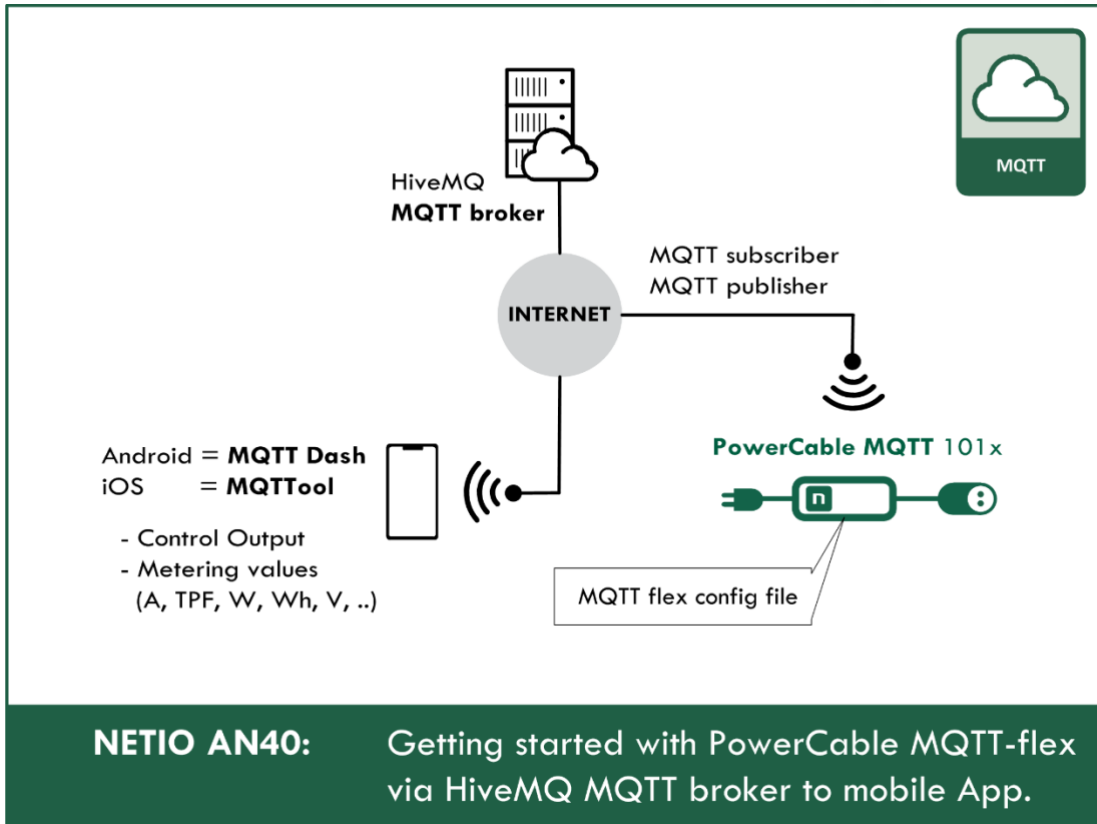 MQTT
HiveMQ
MQTT broker
MQTT subscriber
MQTT publisher
INTERNET
Android = MQTT Dash
iOS = MQTTool
- Control Output
- Metering values
(A, TPF, W, Wh, V, ..)
PowerCable MQTT 101x
n
MQTT flex config file
NETIO AN40: Getting started with PowerCable MQTT-flex
via HiveMQ MQTT broker to mobile App.